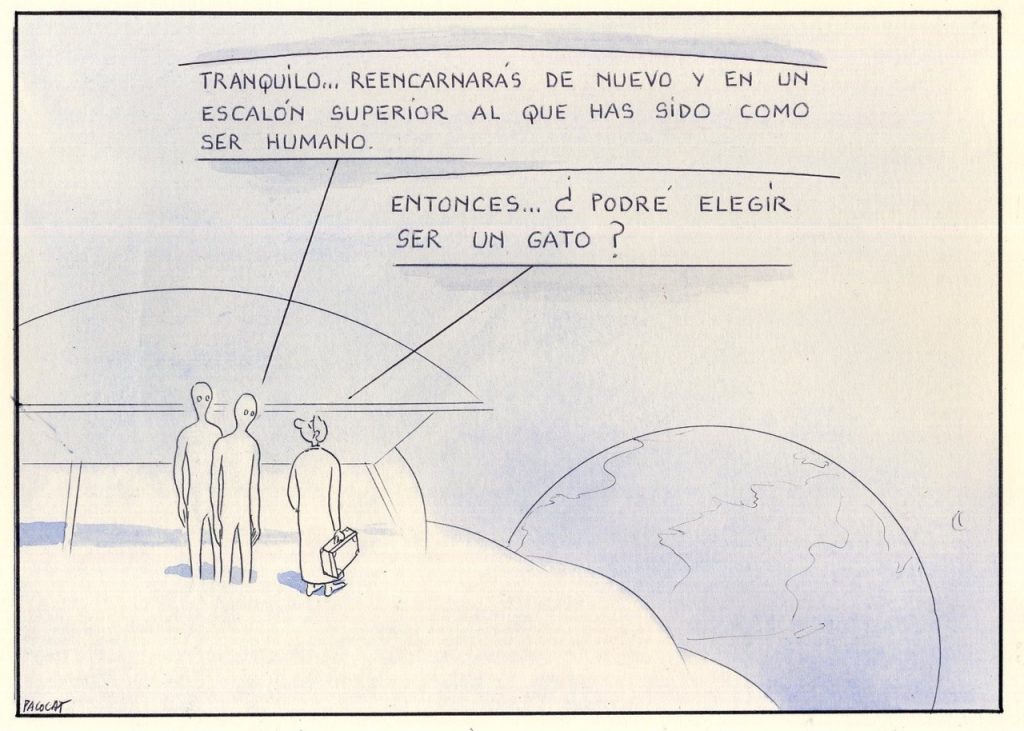 TRANQUILO... REENCARNARÁS DE NUEVO Y EN UN
ESCALÓN SUPERIOR AL QUE HAS SIDO COMO
SER HUMANO.
ENTONCES... ¿ PODRÉ ELEGIR
SER UN GATO ?
PACOCAT